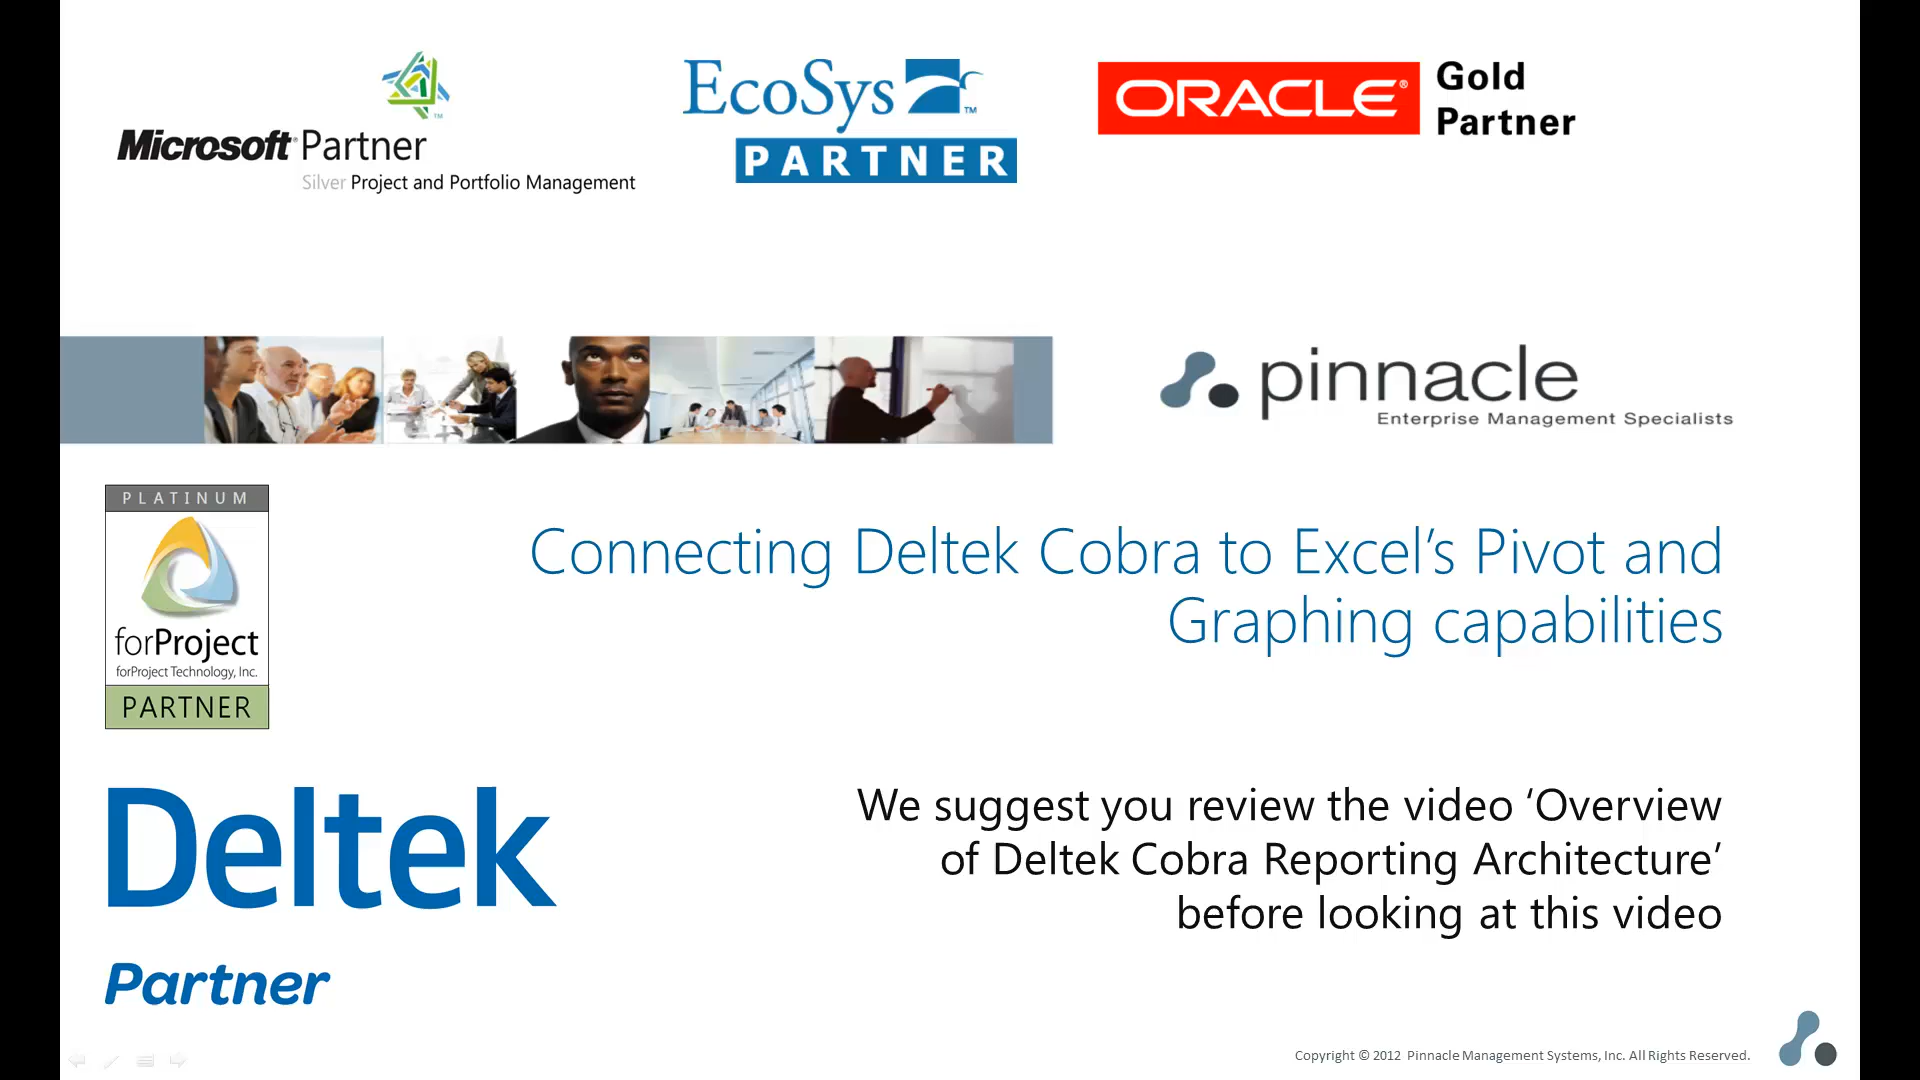 Microsoft Partner
Silver Project and Portfolio Management
EcoSys™
PARTNER
ORACLE®
Gold
Partner
pinnacle
Enterprise Management Specialists
PLATINUM
forProject
forProject Technology, Inc.
PARTNER
Connecting Deltek Cobra to Excel’s Pivot and
Graphing capabilities
Deltek
Partner
We suggest you review the video ‘Overview
of Deltek Cobra Reporting Architecture’
before looking at this video
Copyright © 2012 Pinnacle Management Systems, Inc. All Rights Reserved.